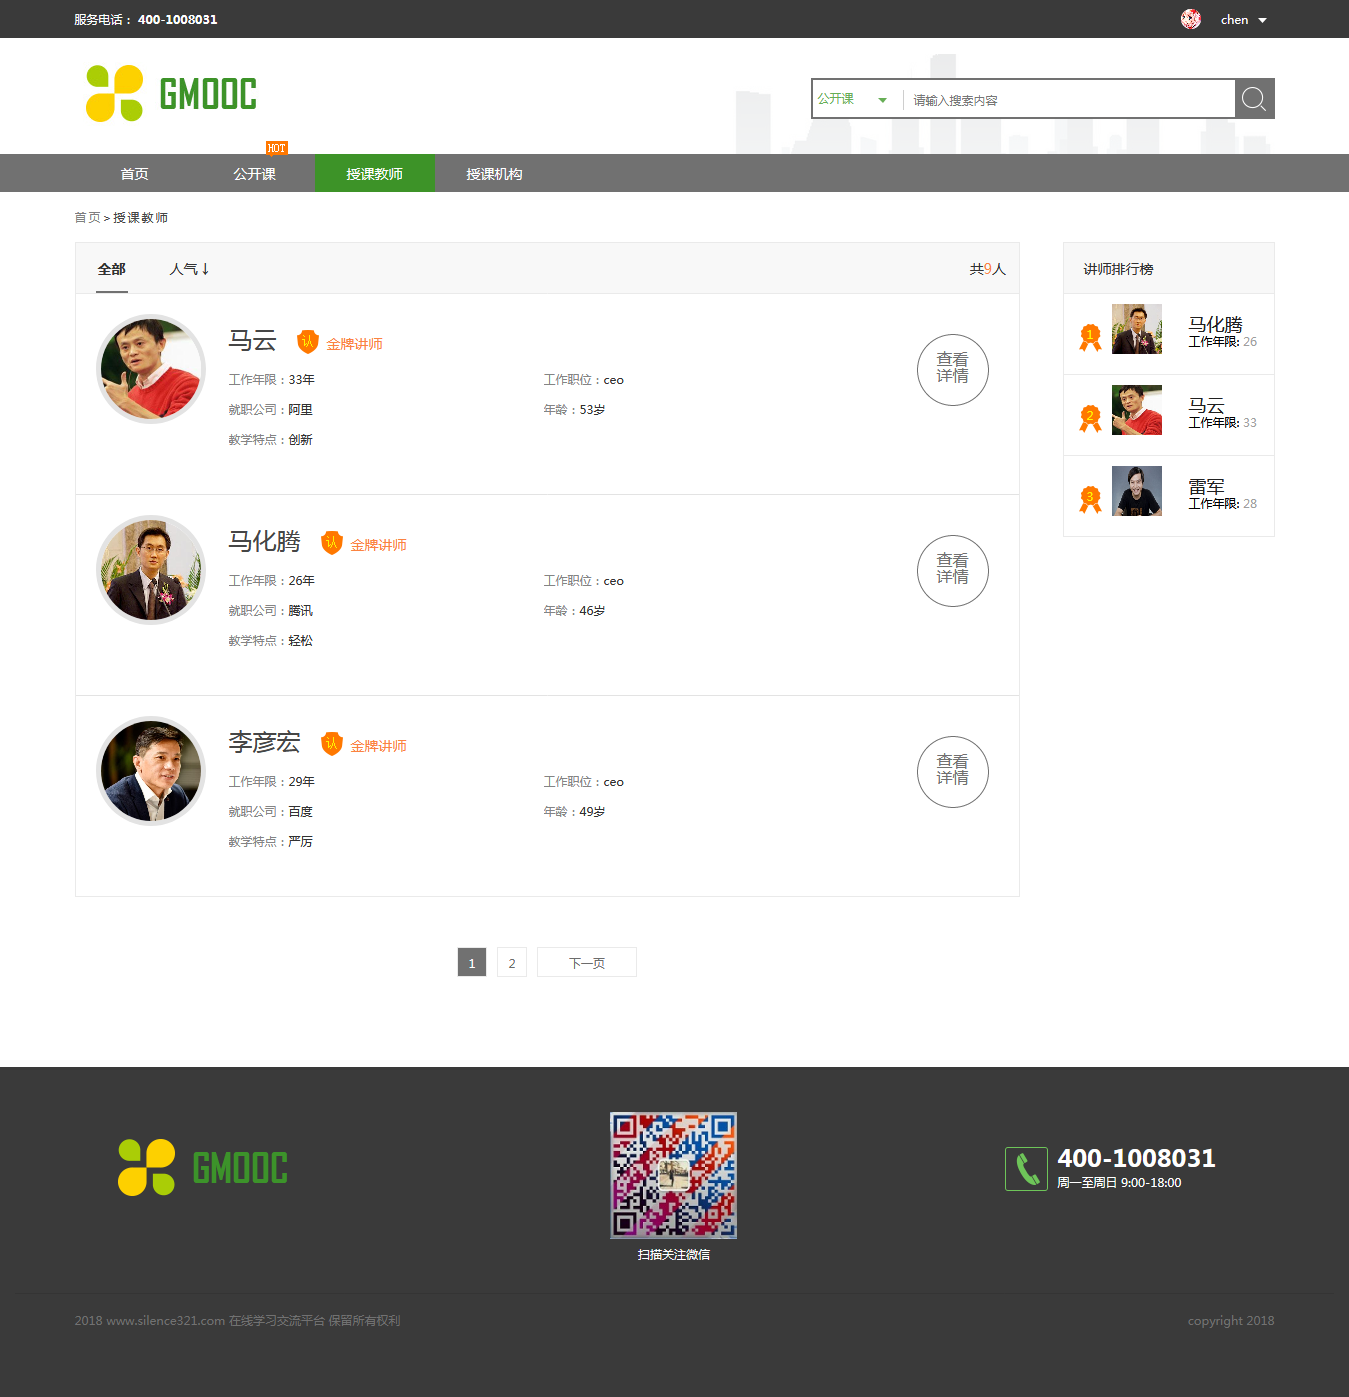 服务电话： 400-1008031
chen
GMOOC
公开课
请输入搜索内容
HOT
首页
公开课
授课教师
授课机构
首页 > 授课教师
全部
人气↓
共9人
马云
认
金牌讲师
工作年限：33年
工作职位：ceo
就职公司：阿里
年龄：53岁
教学特点：创新
查看
详情
马化腾
认
金牌讲师
工作年限：26年
工作职位：ceo
就职公司：腾讯
年龄：46岁
教学特点：轻松
查看
详情
李彦宏
认
金牌讲师
工作年限：29年
工作职位：ceo
就职公司：百度
年龄：49岁
教学特点：严厉
查看
详情
讲师排行榜
1
马化腾
工作年限: 26
2
马云
工作年限: 33
3
雷军
工作年限: 28
1
2
下一页
GMOOC
扫描关注微信
400-1008031
周一至周日 9:00-18:00
2018 www.silence321.com 在线学习交流平台 保留所有权利
copyright 2018